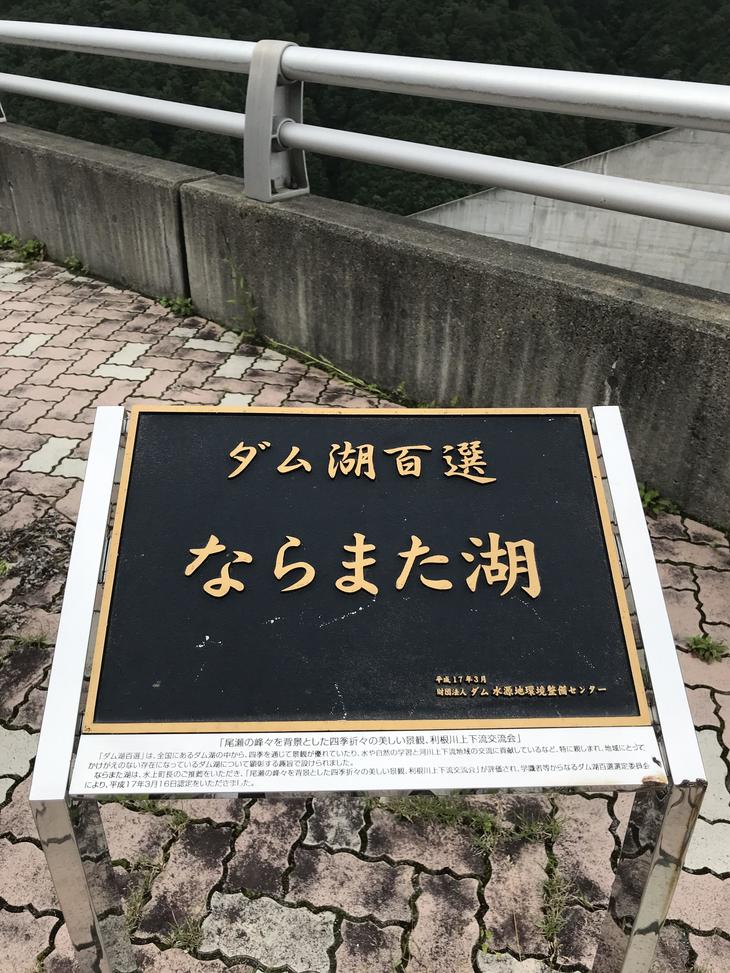 ダム湖百選
ならまた湖
平成17年3月
財団法人 ダム水源地環境整備センター
「尾瀬の峰々を背景とした四季折々の美しい景観、利根川上下流交流会」
「ダム湖百選」は、全国にあるダム湖の中から、四季を通じて景観が優れていたり、水や自然の学習と河川上下流地域の交流に貢献しているなど、特に親しまれ、地域にとって
かけがえのない存在になっているダム湖について顕彰する趣旨で設けられました。
ならまた湖は、水上町長のご推薦をいただき、「尾瀬の峰々を背景とした四季折々の美しい景観、利根川上下流交流会」が評価され、学識者等からなるダム湖百選選定委員会
により、平成17年3月16日認定をいただきました。